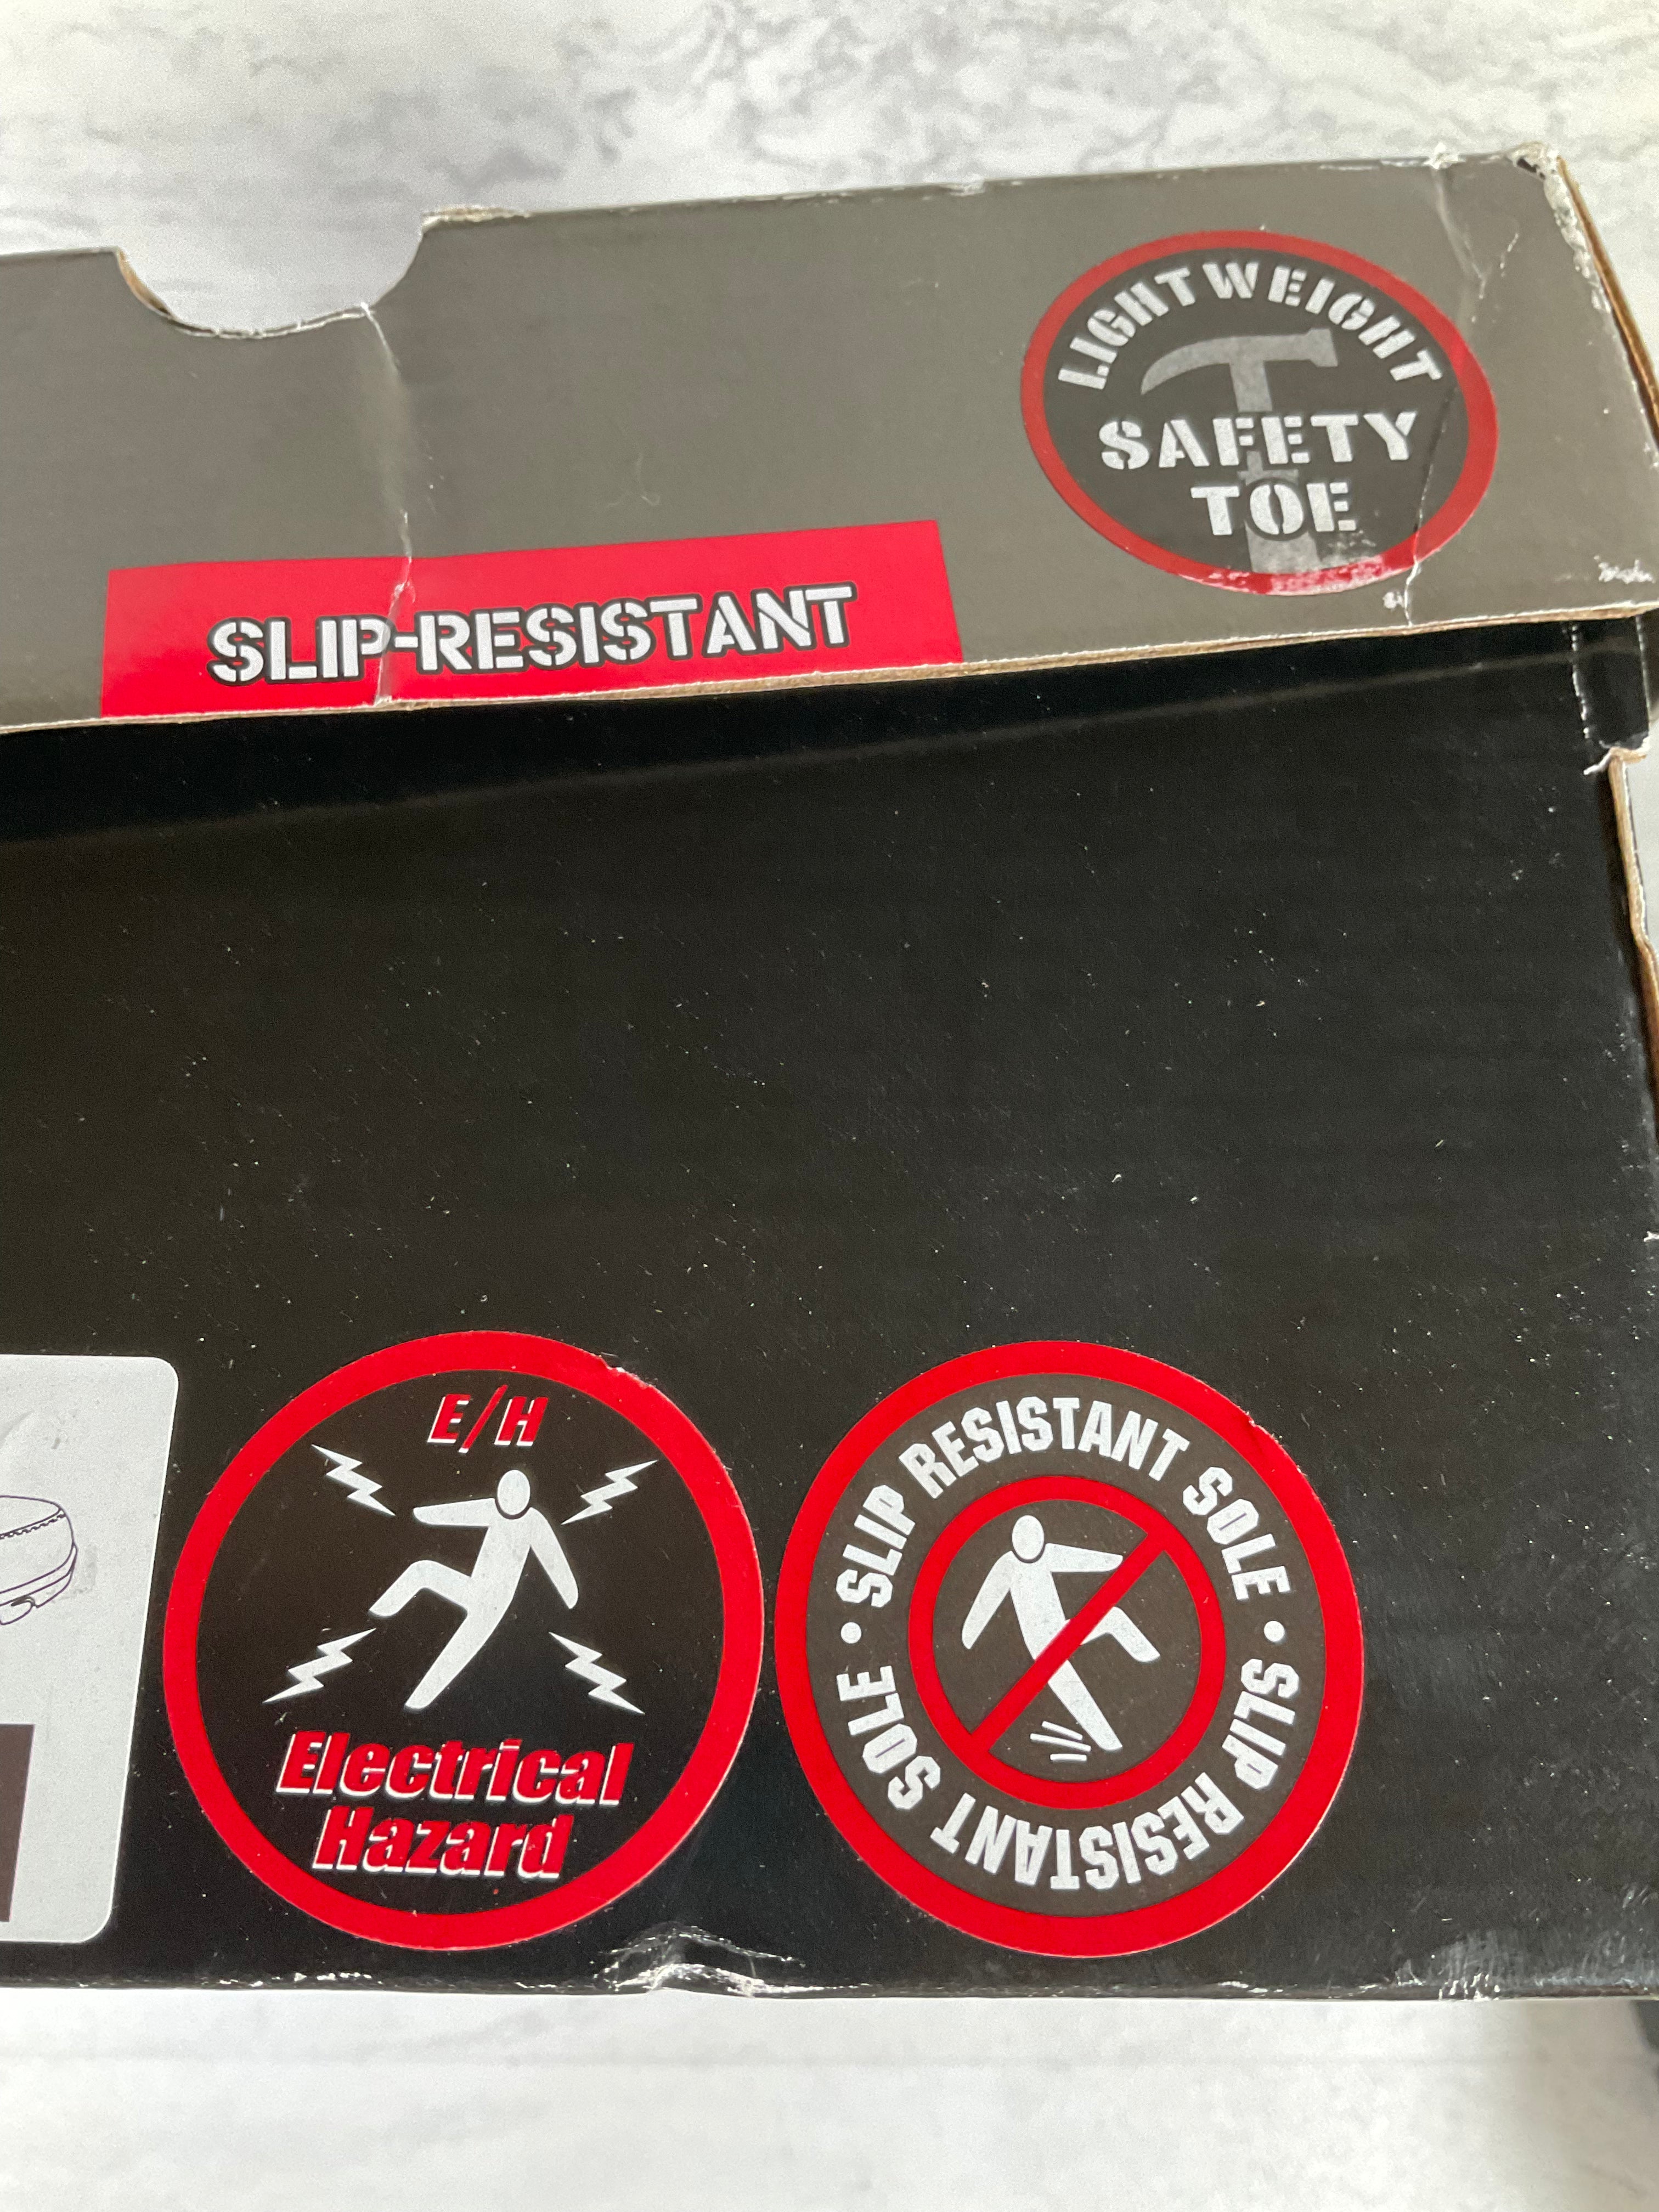 LIGHTWEIGHT
SAFETY
TOE
SLIP-RESISTANT
E/H
Electrical
Hazard
SLIP RESISTANT SOLE • SLIP RESISTANT SOLE •